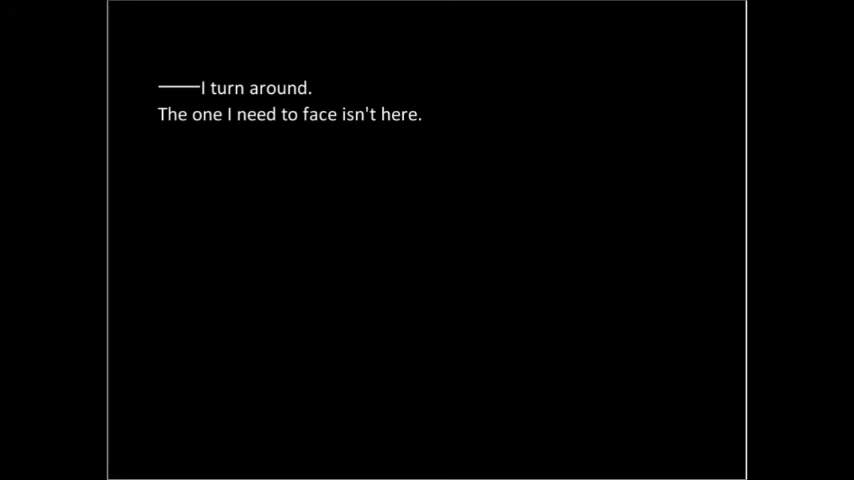 ——I turn around.
The one I need to face isn't here.